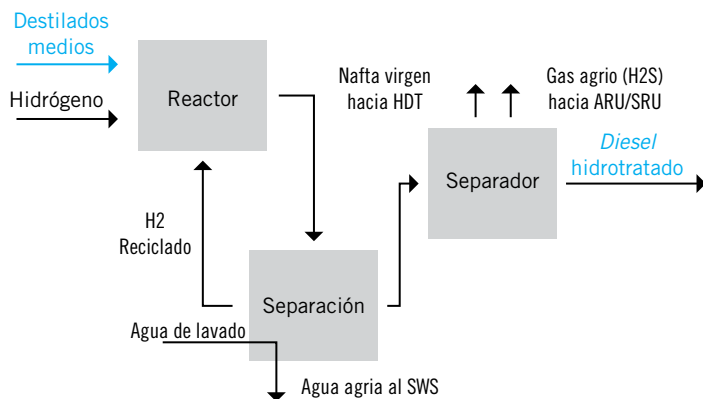 Destilados
medios
Hidrógeno
Reactor
Nafta virgen
hacia HDT
Gas agrio (H2S)
hacia ARU/SRU
Separador
Diesel
hidrotratado
H2
Reciclado
Separación
Agua de lavado
Agua agria al SWS